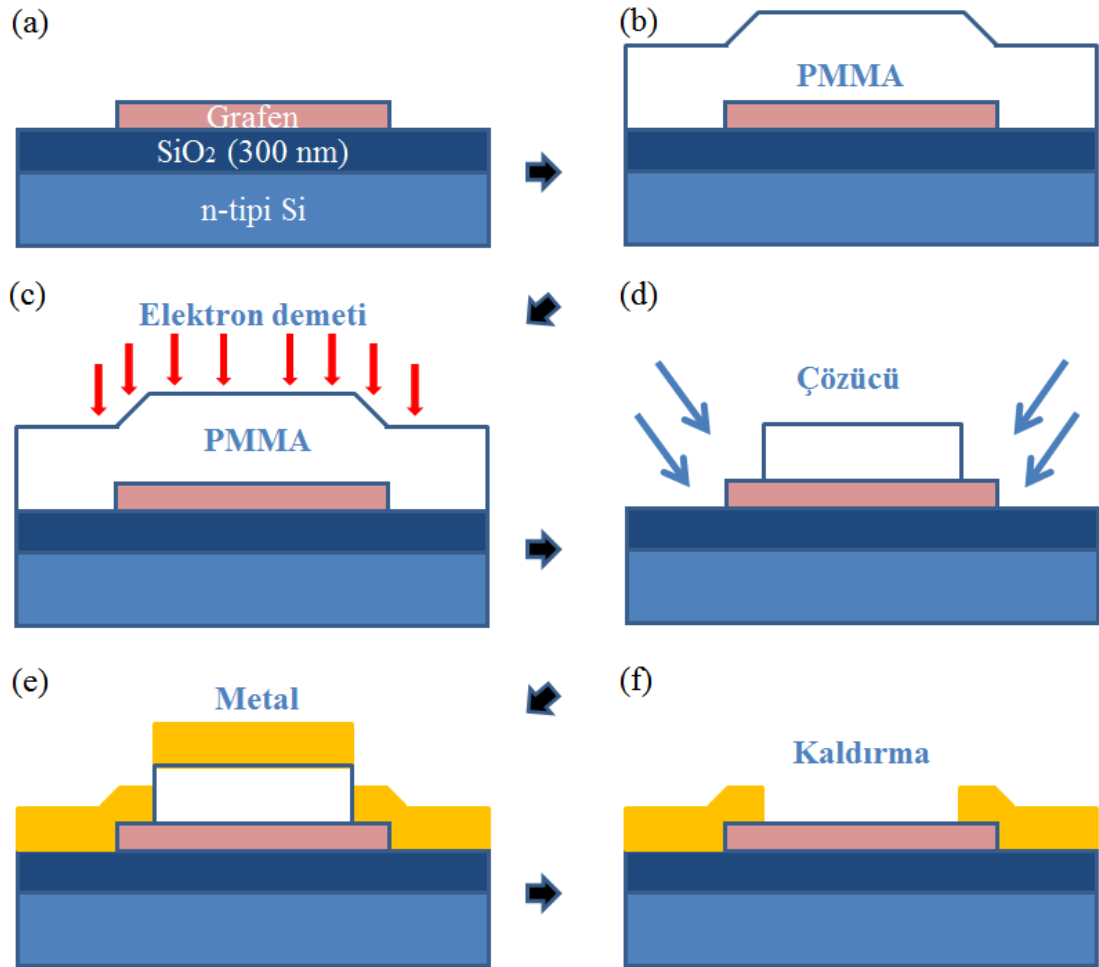 (a)
Grafen
SiO₂ (300 nm)
n-tipi Si
(b)
PMMA
(c)
Elektron demeti
PMMA
(d)
Çözücü
(e)
Metal
(f)
Kaldırma